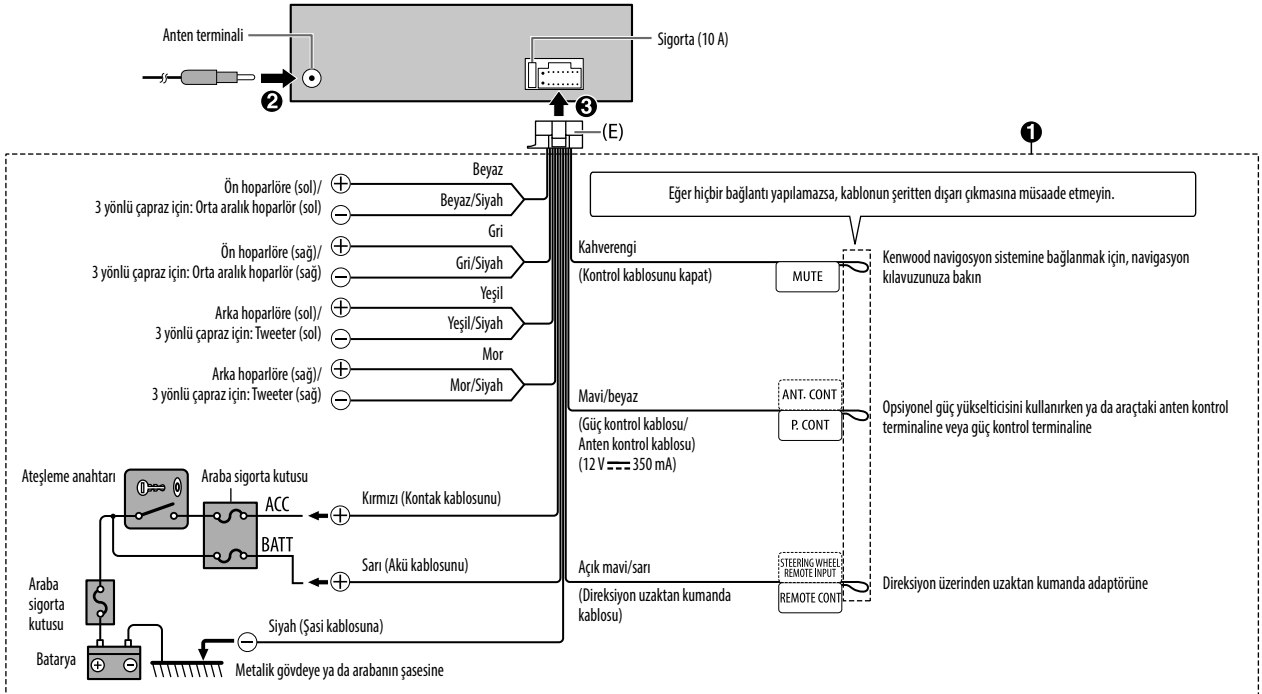 Anten terminali
Sigorta (10 A)
❷
❸
(E)
❶
Beyaz
Ön hoparlöre (sol)/
3 yönlü çapraz için: Orta aralık hoparlör (sol)
Beyaz/Siyah
Gri
Ön hoparlöre (sağ)/
3 yönlü çapraz için: Orta aralık hoparlör (sağ)
Gri/Siyah
Yeşil
Arka hoparlöre (sol)/
3 yönlü çapraz için: Tweeter (sol)
Yeşil/Siyah
Mor
Arka hoparlöre (sağ)/
3 yönlü çapraz için: Tweeter (sağ)
Mor/Siyah
Eğer hiçbir bağlantı yapılamazsa, kablonun şeritten dışarı çıkmasına müsaade etmeyin.
Kahverengi
(Kontrol kablosunu kapat)
MUTE
Kenwood navigosyon sistemine bağlanmak için, navigasyon
kılavuzunuza bakın
Mavi/beyaz
(Güç kontrol kablosu/
Anten kontrol kablosu)
(12 V ⎓ 350 mA)
ANT. CONT
P. CONT
Opsiyonel güç yükselticisini kullanırken ya da araçtaki anten kontrol
terminaline veya güç kontrol terminaline
Ateşleme anahtarı
Araba sigorta kutusu
ACC
Kırmızı (Kontak kablosunu)
BATT
Sarı (Akü kablosunu)
Açık mavi/sarı
(Direksiyon uzaktan kumanda
kablosu)
STEERING WHEEL
REMOTE INPUT
REMOTE CONT
Direksiyon üzerinden uzaktan kumanda adaptörüne
Araba
sigorta
kutusu
Siyah (Şasi kablosuna)
Batarya
Metalik gövdeye ya da arabanın şasesine